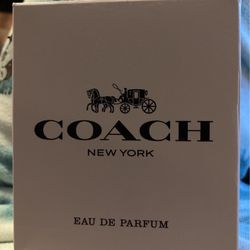 COACH
NEW YORK
EAU DE PARFUM